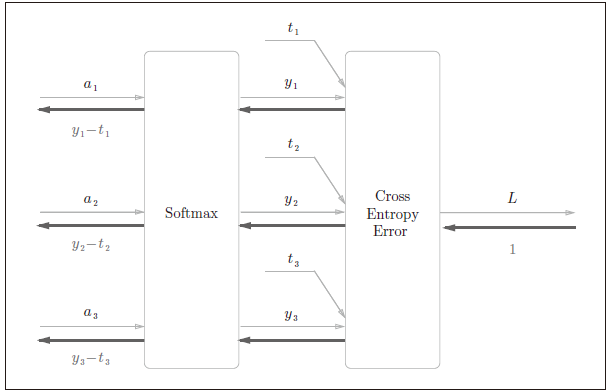 t₁
a₁
y₁
y₁−t₁
t₂
a₂
y₂
Softmax
Cross
Entropy
Error
L
y₂−t₂
1
t₃
a₃
y₃
y₃−t₃